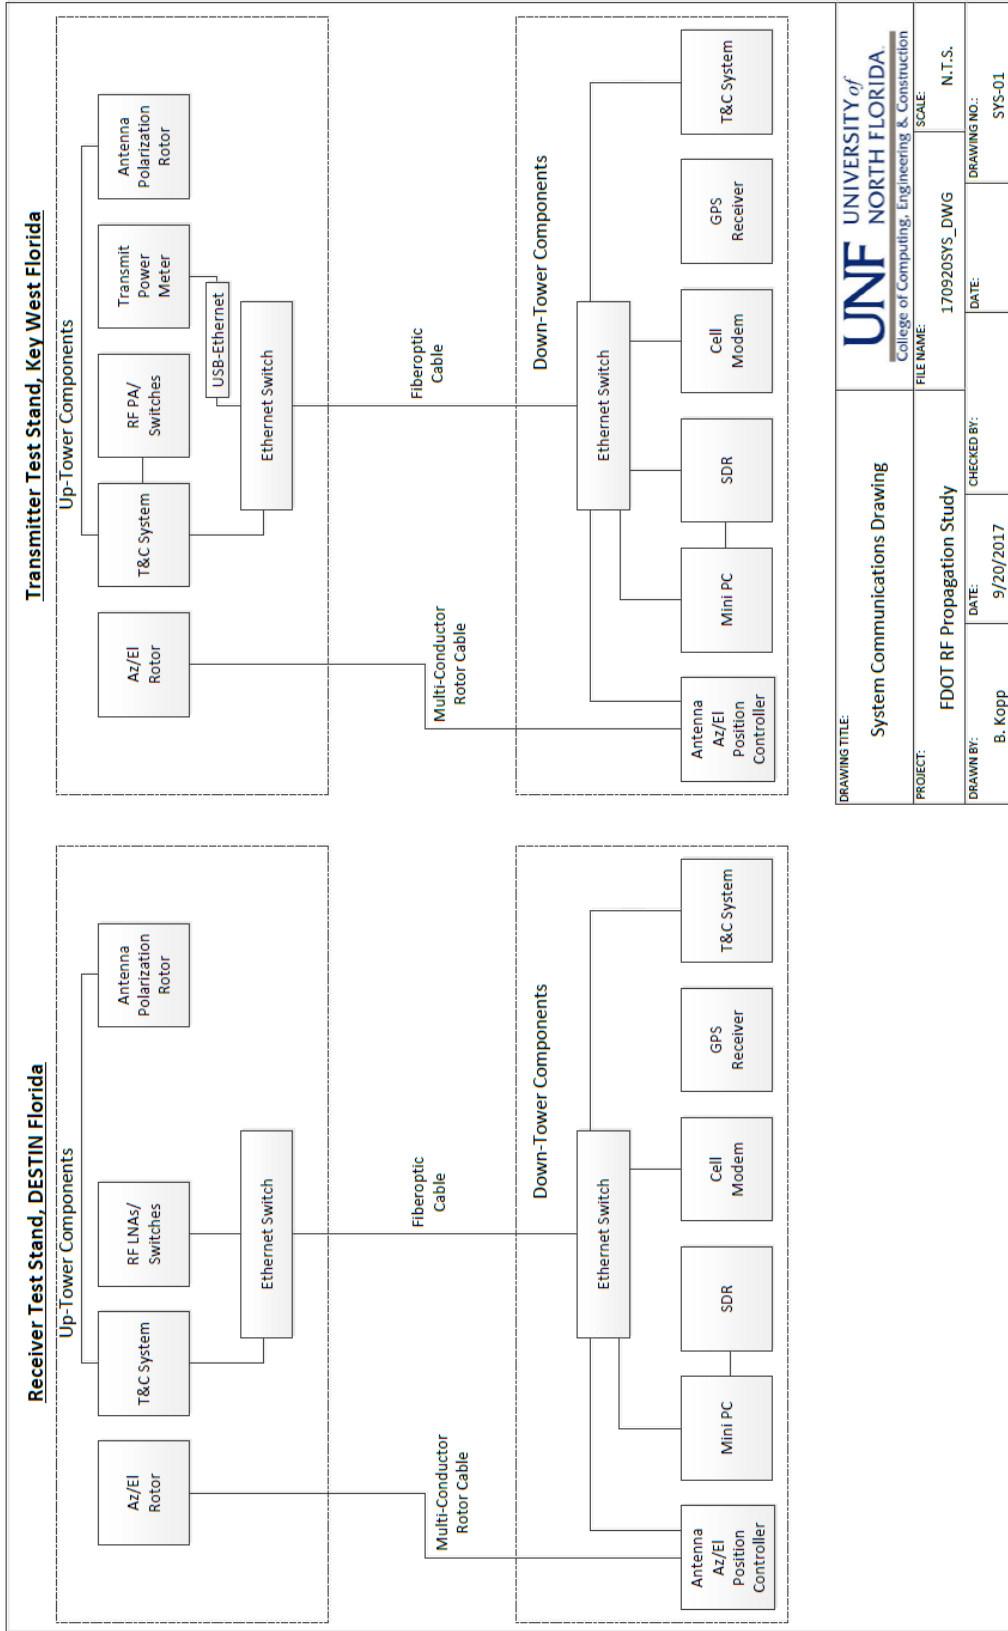 Receiver Test Stand, DESTIN Florida
Up-Tower Components
Az/El
Rotor
T&C System
RF LNAs/
Switches
Antenna
Polarization
Rotor
Ethernet Switch
Multi-Conductor
Rotor Cable
Fiberoptic
Cable
Down-Tower Components
Ethernet Switch
Antenna
Az/El
Position
Controller
Mini PC
SDR
Cell
Modem
GPS
Receiver
T&C System
Transmitter Test Stand, Key West Florida
Up-Tower Components
Az/El
Rotor
T&C System
RF PA/
Switches
Transmit
Power
Meter
Antenna
Polarization
Rotor
USB-Ethernet
Ethernet Switch
Multi-Conductor
Rotor Cable
Fiberoptic
Cable
Down-Tower Components
Ethernet Switch
Antenna
Az/El
Position
Controller
Mini PC
SDR
Cell
Modem
GPS
Receiver
T&C System
DRAWING TITLE:
System Communications Drawing
UNF UNIVERSITY of
NORTH FLORIDA.
College of Computing, Engineering & Construction
PROJECT:
FDOT RF Propagation Study
FILE NAME:
170920SYS_DWG
SCALE:
N.T.S.
DRAWN BY:
B. Kopp
DATE:
9/20/2017
CHECKED BY:
DATE:
DRAWING NO.:
SYS-01